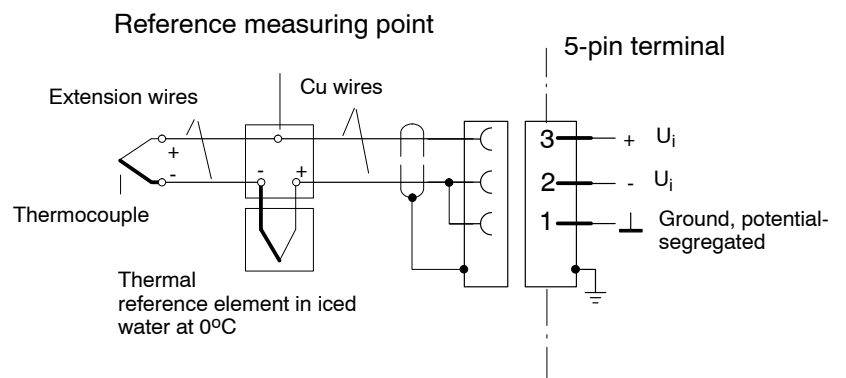 Reference measuring point
5-pin terminal
Extension wires
Cu wires
+
-
- +
Thermocouple
3 + Ui
2 - Ui
1 Ground, potential-
segregated
Thermal
reference element in iced
water at 0°C